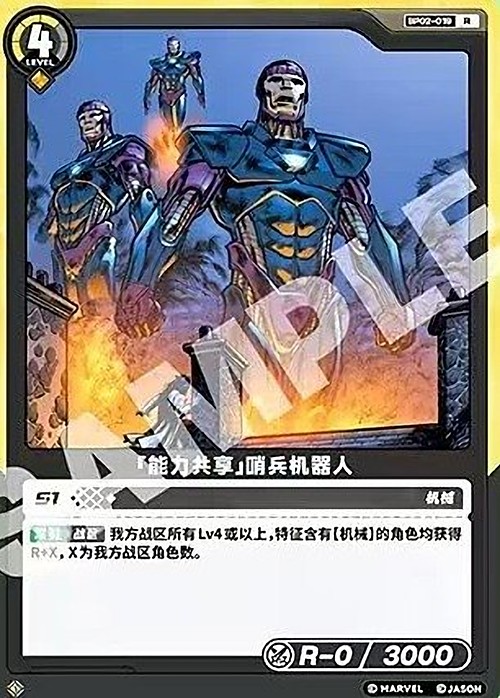 4
LEVEL
BP02-019 R
SAMPLE
「能力共享」哨兵机器人
S1
机械
战区 我方战区所有Lv4或以上,特征含有【机械】的角色均获得
R+X, X为我方战区角色数。
R-0 / 3000
© MARVEL © JASON